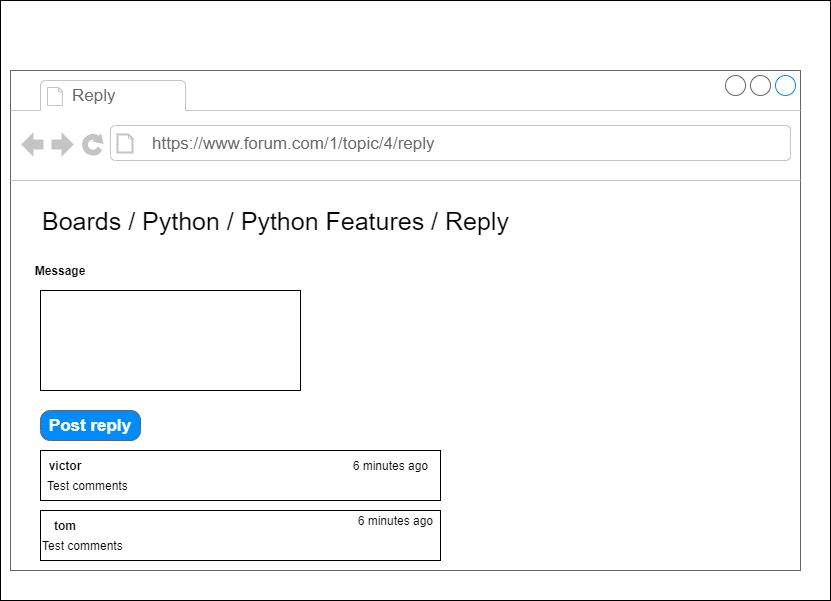 Reply
https://www.forum.com/1/topic/4/reply
Boards / Python / Python Features / Reply
Message
Post reply
victor 6 minutes ago
Test comments
tom 6 minutes ago
Test comments